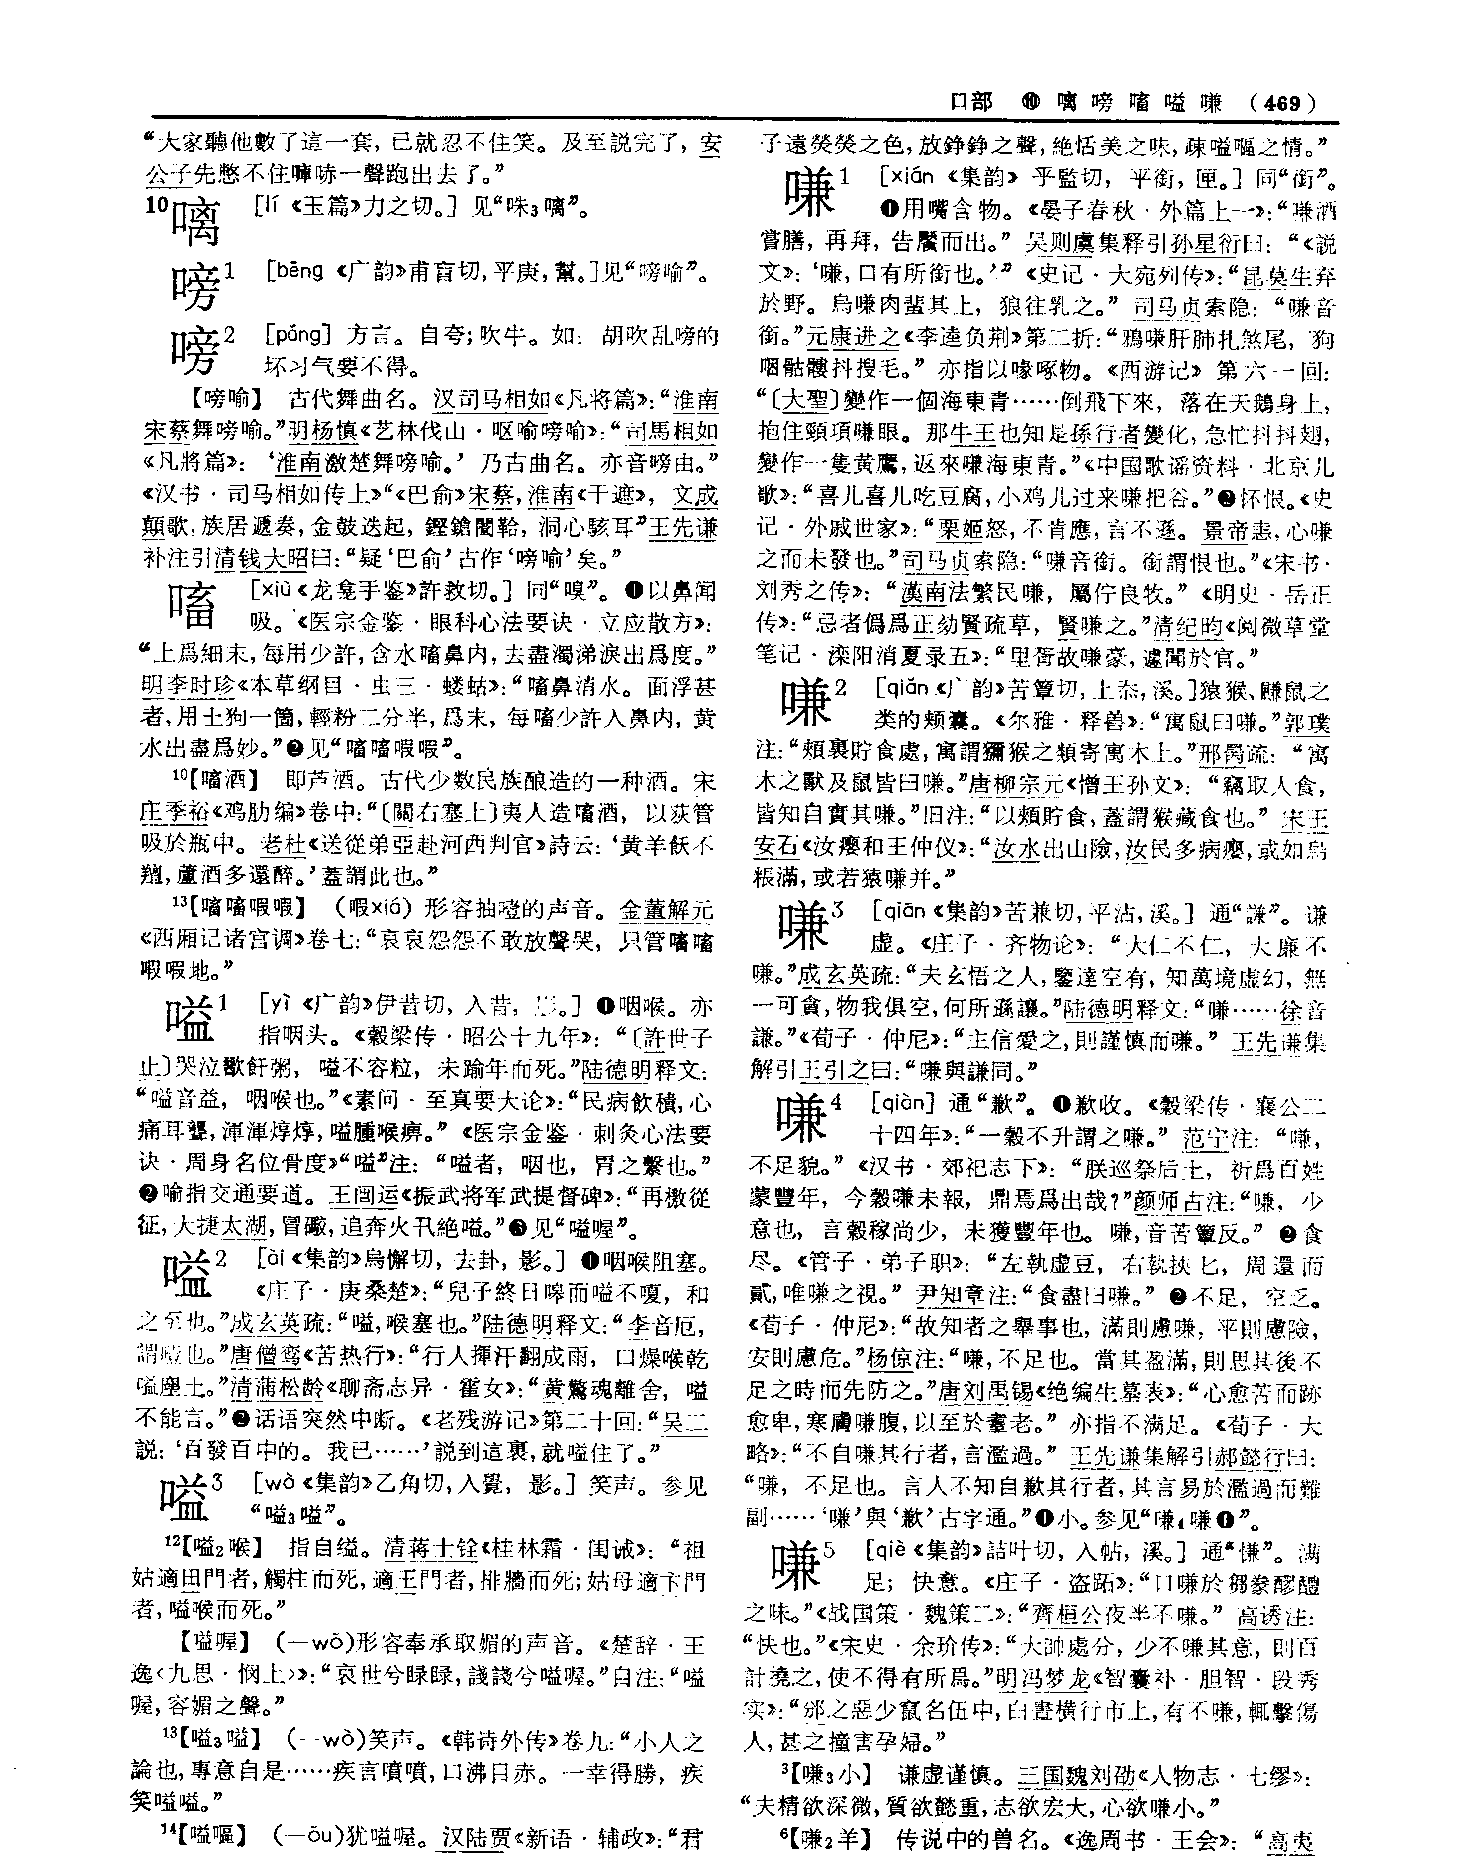 口部 ⑩ 𠼖 嗙 嗋 嗌 嗛 (469)
“大家聽他數了這一套，已就忍不住笑。及至説完了，安
公子先憋不住嘩哧一聲跑出去了。”
10𠼖 [lí《玉篇》力之切。] 见“咮₃𠼖”。
嗙1 [bēng《广韵》甫盲切，平庚，幫。]见“嗙喻”。
嗙2 [pǎng] 方言。自夸；吹牛。如：胡吹乱嗙的
坏习气要不得。
【嗙喻】 古代舞曲名。汉司马相如《凡将篇》：“淮南
宋蔡舞嗙喻。”明杨慎《艺林伐山·呕喻嗙喻》：“司馬相如
《凡將篇》：‘淮南激楚舞嗙喻。’乃古曲名。亦音嗙由。”
《汉书·司马相如传上》“《巴俞》宋蔡，淮南《干遮》，文成
顛歌，族居遞奏，金鼓迭起，鏗鎗闛鞈，洞心駭耳”王先谦
补注引清钱大昭曰：“疑‘巴俞’古作‘嗙喻’矣。”
嗅 [xiù《龙龛手鉴》許救切。] 同“嗅”。❶以鼻闻
吸。《医宗金鉴·眼科心法要诀·立应散方》：
“上爲細末，每用少許，含水㗜鼻内，去盡濁涕淚出爲度。”
明李时珍《本草纲目·虫三·蝼蛄》：“㗜鼻消水。面浮甚
者，用土狗一箇，輕粉二分半，爲末，每㗜少許入鼻内，黄
水出盡爲妙。”❷见“㗜㗜㗇㗇”。
10【㗜酒】 即芦酒。古代少数民族酿造的一种酒。宋
庄季裕《鸡肋编》卷中：“〔關右塞上〕夷人造㗜酒，以荻管
吸於瓶中。老杜《送從弟亞赴河西判官》詩云：‘黄羊飫不
羶，蘆酒多還醉。’蓋謂此也。”
13【㗜㗜㗇㗇】 （㗇xiá）形容抽噎的声音。金董解元
《西厢记诸宫调》卷七：“哀哀怨怨不敢放聲哭，只管㗜㗜
㗇㗇地。”
嗌1 [yì《广韵》伊昔切，入昔，影。] ❶咽喉。亦
指咽头。《穀梁传·昭公十九年》：“〔許世子
止〕哭泣歠飦粥，嗌不容粒，未踰年而死。”陆德明释文：
“嗌音益，咽喉也。”《素问·至真要大论》：“民病飲積，心
痛耳聾，渾渾焞焞，嗌腫喉痹。”《医宗金鉴·刺灸心法要
诀·周身名位骨度》“嗌”注：“嗌者，咽也，胃之繫也。”
❷喻指交通要道。王闿运《振武将军武提督碑》：“再檄從
征，大捷太湖，冒礮，追奔火卂絶嗌。”❸见“嗌喔”。
嗌2 [ài《集韵》烏懈切，去卦，影。] ❶咽喉阻塞。
《庄子·庚桑楚》：“兒子終日嗥而嗌不嗄，和
之至也。”成玄英疏：“嗌，喉塞也。”陆德明释文：“李音厄，
謂噎也。”唐僧鸾《苦热行》：“行人揮汗翻成雨，口燥喉乾
嗌塵土。”清蒲松龄《聊斋志异·霍女》：“黄驚魂離舍，嗌
不能言。”❷话语突然中断。《老残游记》第二十回：“吴二
説：‘百發百中的。我已……’説到這裏，就嗌住了。”
嗌3 [wò《集韵》乙角切，入覺，影。] 笑声。参见
“嗌₃嗌”。
12【嗌₂喉】 指自缢。清蒋士铨《桂林霜·闺诫》：“祖
姑適田門者，觸柱而死，適王門者，排牆而死；姑母適卞門
者，嗌喉而死。”
【嗌喔】 （—wō）形容奉承取媚的声音。《楚辞·王
逸〈九思·悯上〉》：“哀世兮睩睩，諓諓兮嗌喔。”自注：“嗌
喔，容媚之聲。”
13【嗌₃嗌】 （—wò）笑声。《韩诗外传》卷九：“小人之
論也，專意自是……疾言噴噴，口沸目赤。一幸得勝，疾
笑嗌嗌。”
14【嗌嘔】 （—ǒu）犹嗌喔。汉陆贾《新语·辅政》：“君
子遠熒熒之色，放錚錚之聲，絶恬美之味，疎嗌嘔之情。”
嗛1 [xián《集韵》乎監切，平銜，匣。] 同“銜”。
❶用嘴含物。《晏子春秋·外篇上一》：“嗛酒
嘗膳，再拜，告饜而出。”吴则虞集释引孙星衍曰：“《説
文》：‘嗛，口有所銜也。’”《史记·大宛列传》：“昆莫生弃
於野。烏嗛肉蜚其上，狼往乳之。”司马贞索隐：“嗛音
銜。”元康进之《李逵负荆》第二折：“鴉嗛肝肺扎煞尾，狗
咽骷髏抖搜毛。”亦指以喙啄物。《西游记》第六一回：
“〔大聖〕變作一個海東青……倒飛下來，落在天鵝身上，
抱住頸項嗛眼。那牛王也知是孫行者變化，急忙抖抖翅，
變作一隻黄鷹，返來嗛海東青。”《中国歌谣资料·北京儿
歌》：“喜儿喜儿吃豆腐，小鸡儿过来嗛把谷。”❷怀恨。《史
记·外戚世家》：“栗姬怒，不肯應，言不遜。景帝恚，心嗛
之而未發也。”司马贞索隐：“嗛音銜。銜謂恨也。”《宋书·
刘秀之传》：“漢南法繁民嗛，屬佇良牧。”《明史·岳正
传》：“忌者僞爲正劾賢疏草，賢嗛之。”清纪昀《阅微草堂
笔记·滦阳消夏录五》：“里胥故嗛豪，遽聞於官。”
嗛2 [qiǎn《广韵》苦簟切，上忝，溪。]猿猴、鼸鼠之
类的颊囊。《尔雅·释兽》：“寓鼠曰嗛。”郭璞
注：“頰裏貯食處，寓謂獼猴之類寄寓木上。”邢昺疏：“寓
木之獸及鼠皆曰嗛。”唐柳宗元《憎王孙文》：“竊取人食，
皆知自實其嗛。”旧注：“以頰貯食，蓋謂猴藏食也。”宋王
安石《汝瘿和王仲仪》：“汝水出山險，汝民多病癭，或如鳥
粻滿，或若猿嗛并。”
嗛3 [qiān《集韵》苦兼切，平沾，溪。] 通“謙”。谦
虚。《庄子·齐物论》：“大仁不仁，大廉不
嗛。”成玄英疏：“夫玄悟之人，鑒達空有，知萬境虚幻，無
一可貪，物我俱空，何所遜讓。”陆德明释文：“嗛……徐音
謙。”《荀子·仲尼》：“主信愛之，則謹慎而嗛。”王先谦集
解引王引之曰：“嗛與謙同。”
嗛4 [qiàn] 通“歉”。❶歉收。《穀梁传·襄公二
十四年》：“一穀不升謂之嗛。”范宁注：“嗛，
不足貌。”《汉书·郊祀志下》：“朕巡祭后土，祈爲百姓
蒙豐年，今穀嗛未報，鼎焉爲出哉？”颜师古注：“嗛，少
意也，言穀稼尚少，未獲豐年也。嗛，音苦簟反。”❷食
尽。《管子·弟子职》：“左執虚豆，右執挾匕，周還而
貳，唯嗛之視。”尹知章注：“食盡曰嗛。”❷不足，空乏。
《荀子·仲尼》：“故知者之舉事也，滿則慮嗛，平則慮險，
安則慮危。”杨倞注：“嗛，不足也。當其盈滿，則思其後不
足之時而先防之。”唐刘禹锡《绝编生墓表》：“心愈苦而跡
愈卑，寒膚嗛腹，以至於耋老。”亦指不满足。《荀子·大
略》：“不自嗛其行者，言濫過。”王先谦集解引郝懿行曰：
“嗛，不足也。言人不知自歉其行者，其言易於濫過而難
副……‘嗛’與‘歉’古字通。”❶小。参见“嗛₄嗛❶”。
嗛5 [qiè《集韵》詰叶切，入帖，溪。] 通“慊”。满
足；快意。《庄子·盗跖》：“口嗛於芻豢醪醴
之味。”《战国策·魏策二》：“齊桓公夜半不嗛。”高诱注：
“快也。”《宋史·余玠传》：“大帥處分，少不嗛其意，則百
計撓之，使不得有所爲。”明冯梦龙《智囊补·胆智·段秀
实》：“邠之惡少竄名伍中，白晝横行市上，有不嗛，輒擊傷
人，甚之撞害孕婦。”
3【嗛₃小】 谦虚谨慎。三国魏刘劭《人物志·七缪》：
“夫精欲深微，質欲懿重，志欲宏大，心欲嗛小。”
6【嗛₂羊】 传说中的兽名。《逸周书·王会》：“高夷